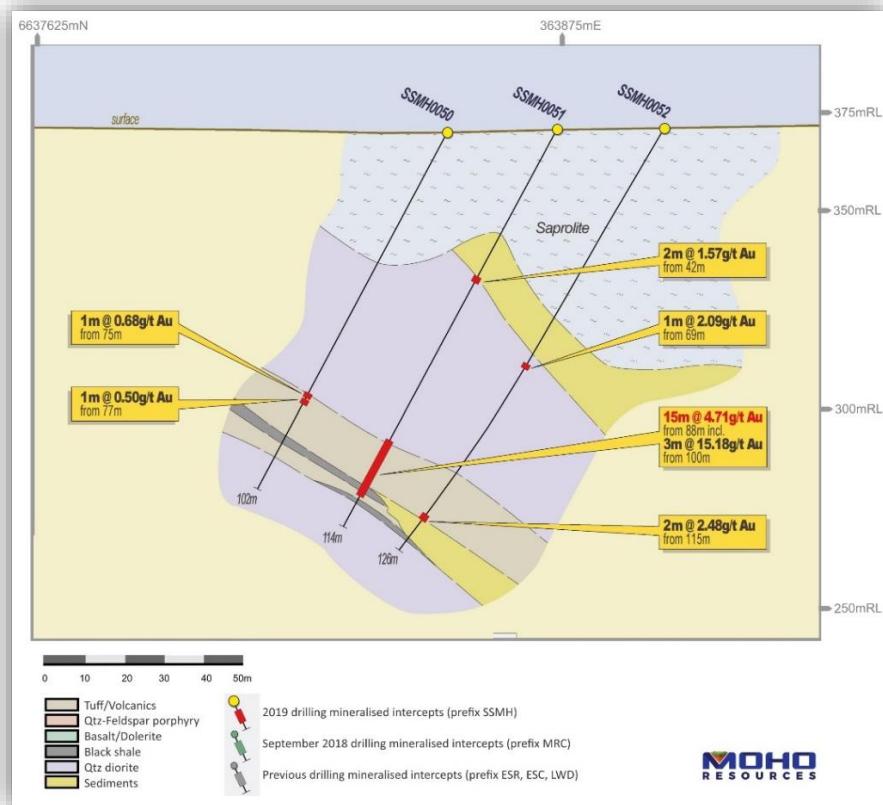 6637625mN
363875mE
SSMH0050
SSMH0051
SSMH0052
surface
375mRL
350mRL
Saprolite
2m @ 1.57g/t Au
from 42m
1m @ 0.68g/t Au
from 75m
1m @ 2.09g/t Au
from 69m
1m @ 0.50g/t Au
from 77m
300mRL
15m @ 4.71g/t Au
from 88m incl.
3m @ 15.18g/t Au
from 100m
102m
114m
126m
2m @ 2.48g/t Au
from 115m
250mRL
0 10 20 30 40 50m
Tuff/Volcanics
Qtz-Feldspar porphyry
Basalt/Dolerite
Black shale
Qtz diorite
Sediments
2019 drilling mineralised intercepts (prefix SSMH)
September 2018 drilling mineralised intercepts (prefix MRC)
Previous drilling mineralised intercepts (prefix ESR, ESC, LWD)
MOHO
RESOURCES